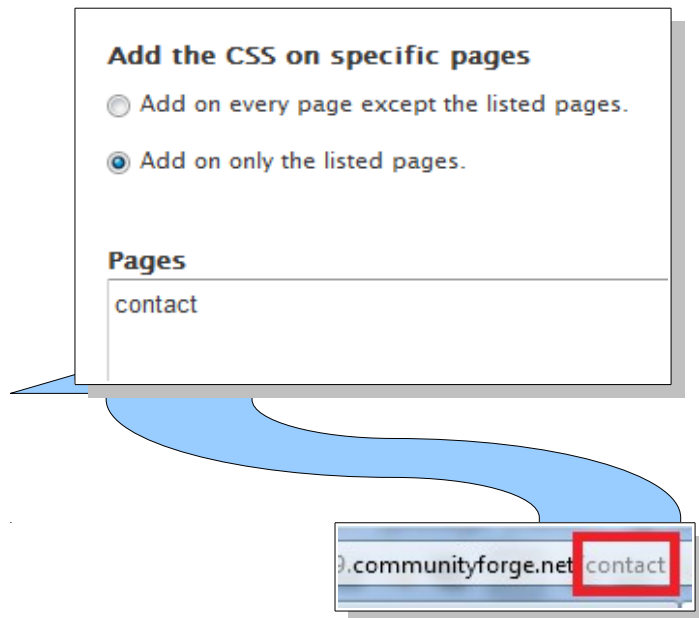 Add the CSS on specific pages
Add on every page except the listed pages.
Add on only the listed pages.
Pages
contact
9.communityforge.net/contact